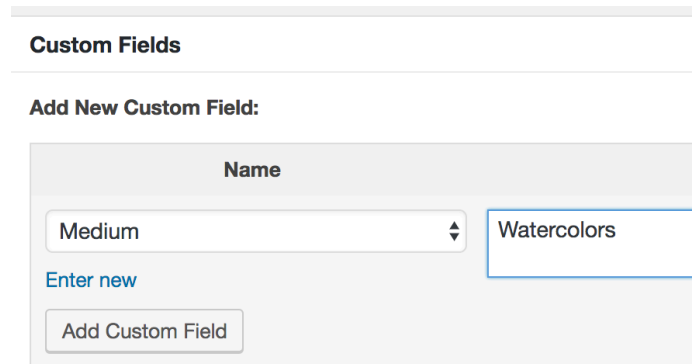 Custom Fields
Add New Custom Field:
Name
Medium
Watercolors
Enter new
Add Custom Field